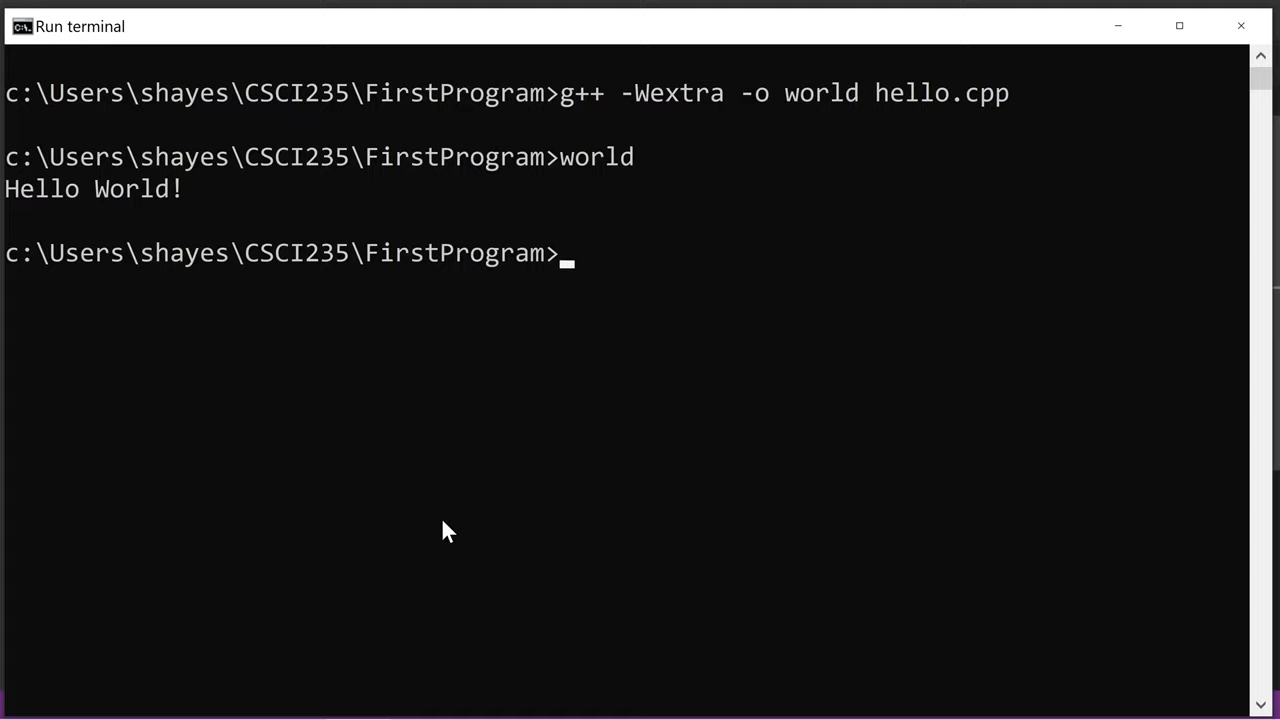 Run terminal
c:\Users\shayes\CSCI235\FirstProgram>g++ -Wextra -o world hello.cpp
c:\Users\shayes\CSCI235\FirstProgram>world
Hello World!
c:\Users\shayes\CSCI235\FirstProgram>